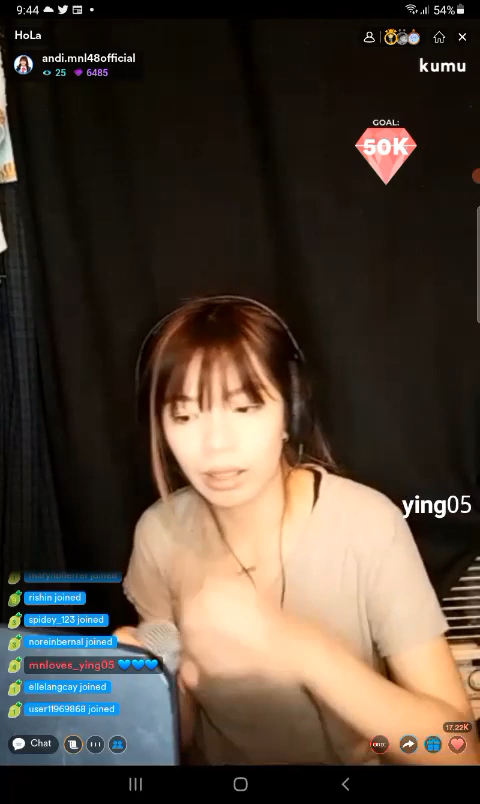 9:44
54%
HoLa
andi.mnl48official
25 6485
kumu
GOAL:
50K
ying05
rishin joined
spidey_123 joined
noreinbernal joined
mnloves_ying05 💙💙💙
ellelangcay joined
user11969868 joined
17.22K
Chat